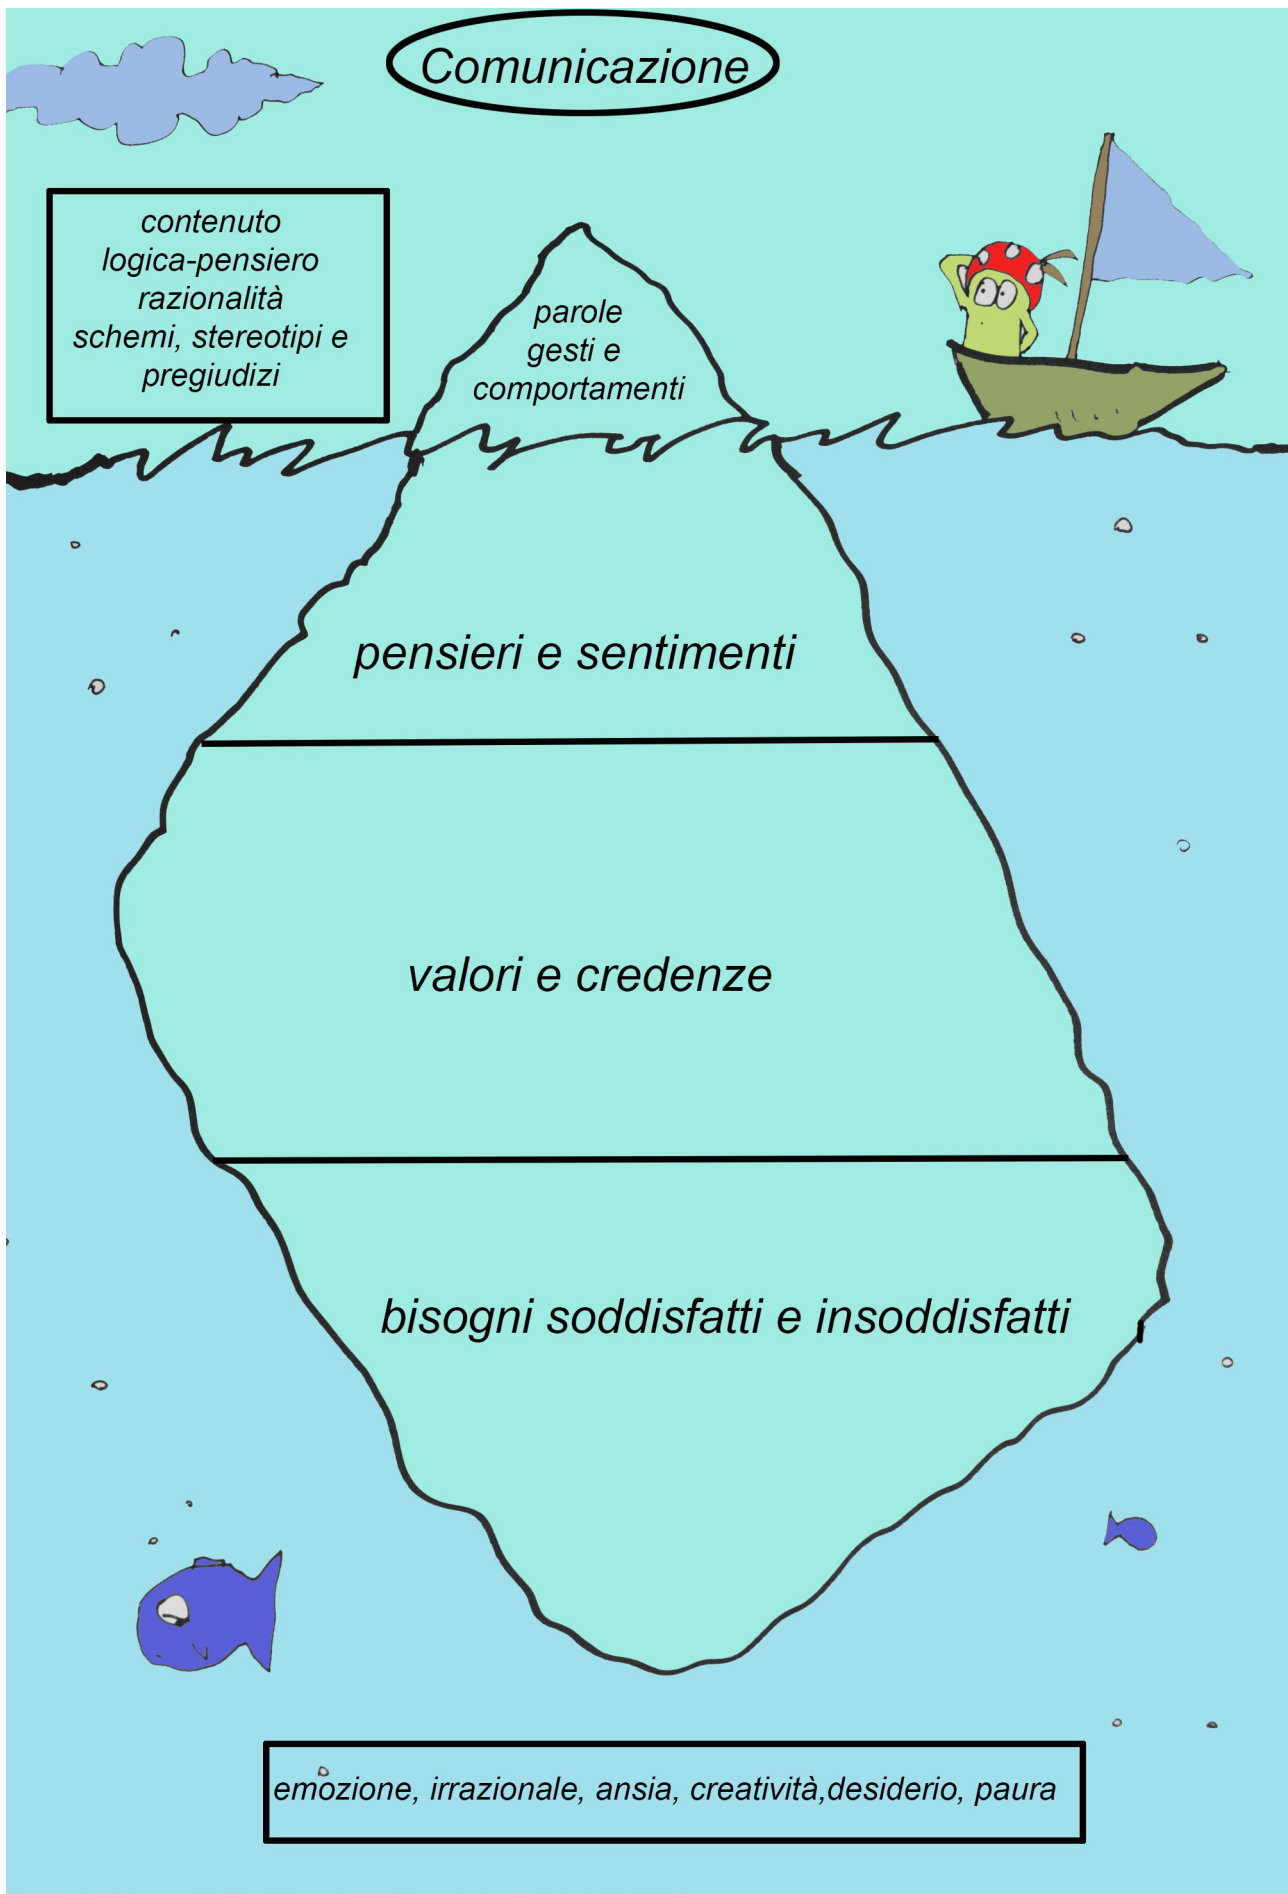 Comunicazione
contenuto
logica-pensiero
razionalità
schemi, stereotipi e
pregiudizi
parole
gesti e
comportamenti
pensieri e sentimenti
valori e credenze
bisogni soddisfatti e insoddisfatti
emozione, irrazionale, ansia, creatività,desiderio, paura